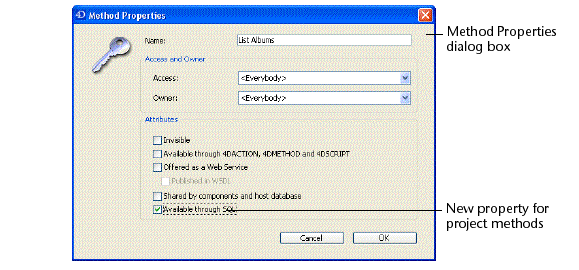 Method Properties
Name:
List Albums
Access and Owner
Access:
<Everybody>
Owner:
<Everybody>
Attributes
Invisible
Available through 4DACTION, 4DMETHOD and 4DSCRIPT
Offered as a Web Service
Published in WSDL
Shared by components and host database
Available through SQL
Cancel
OK
Method Properties
dialog box
New property for
project methods